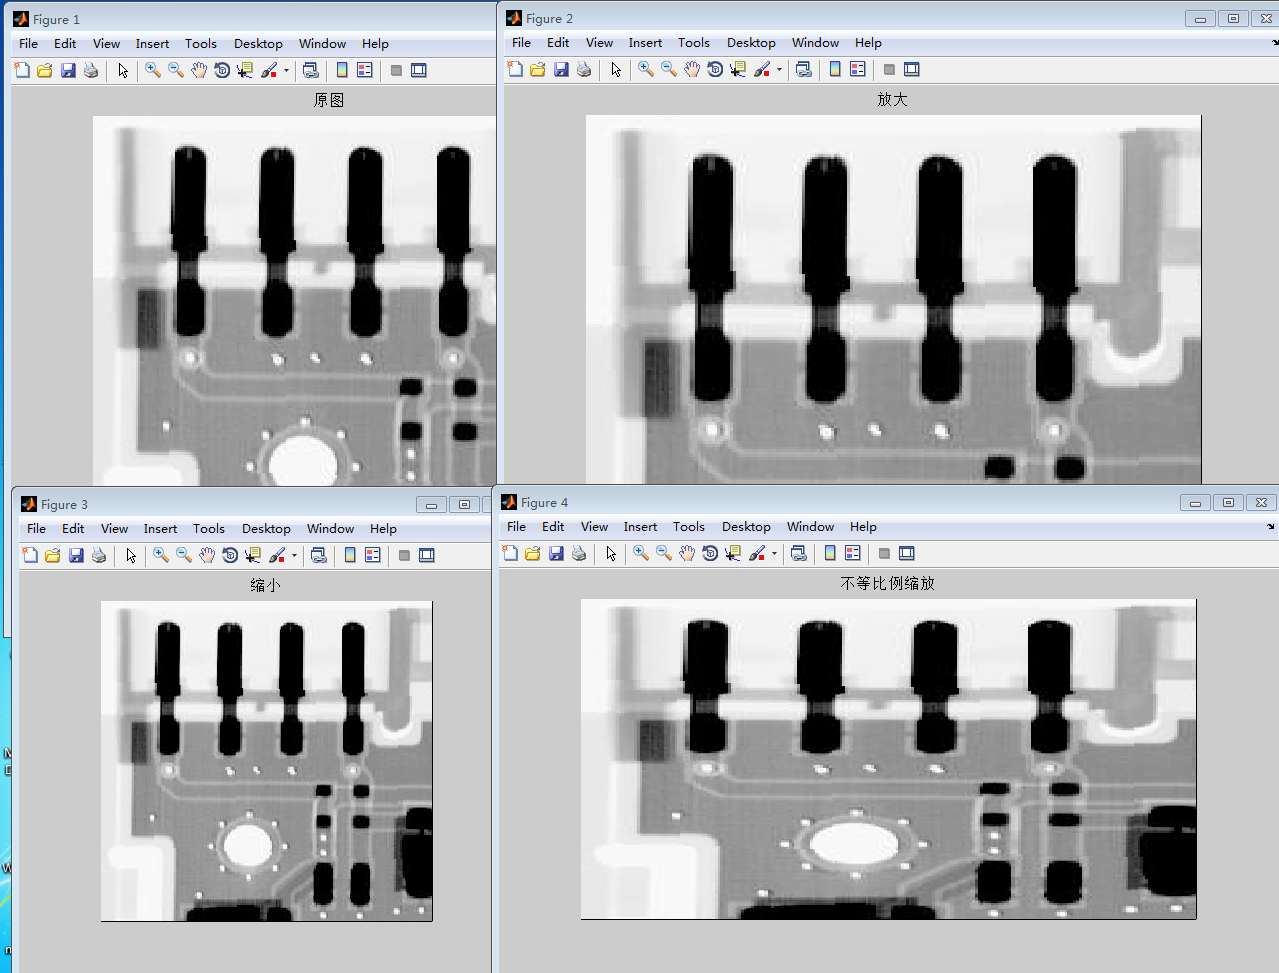 Figure 1
File Edit View Insert Tools Desktop Window Help
原图
Figure 2
File Edit View Insert Tools Desktop Window Help
放大
Figure 3
File Edit View Insert Tools Desktop Window Help
缩小
Figure 4
File Edit View Insert Tools Desktop Window Help
不等比例缩放